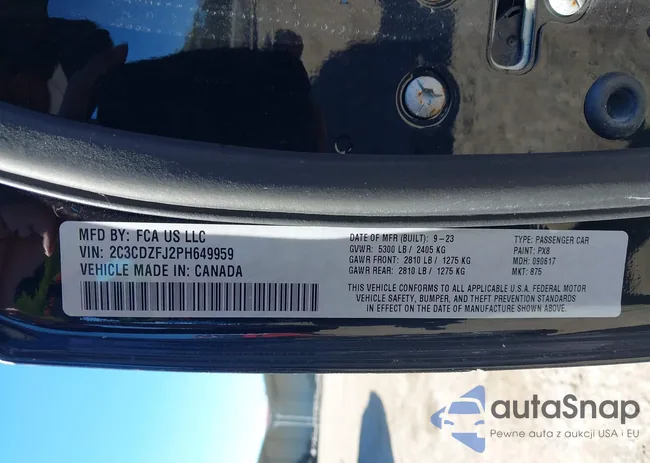 MFD BY: FCA US LLC
VIN: 2C3CDZFJ2PH649959
VEHICLE MADE IN: CANADA
DATE OF MFR (BUILT): 9-23
GVWR: 5300 LB / 2405 KG
GAWR FRONT: 2810 LB / 1275 KG
GAWR REAR: 2810 LB / 1275 KG
TYPE: PASSENGER CAR
PAINT: PX8
MDH: 090617
MKT: 875
THIS VEHICLE CONFORMS TO ALL APPLICABLE U.S.A. FEDERAL MOTOR
VEHICLE SAFETY, BUMPER, AND THEFT PREVENTION STANDARDS
IN EFFECT ON THE DATE OF MANUFACTURE SHOWN ABOVE.
autaSnap
Pewne auta z aukcji USA i EU